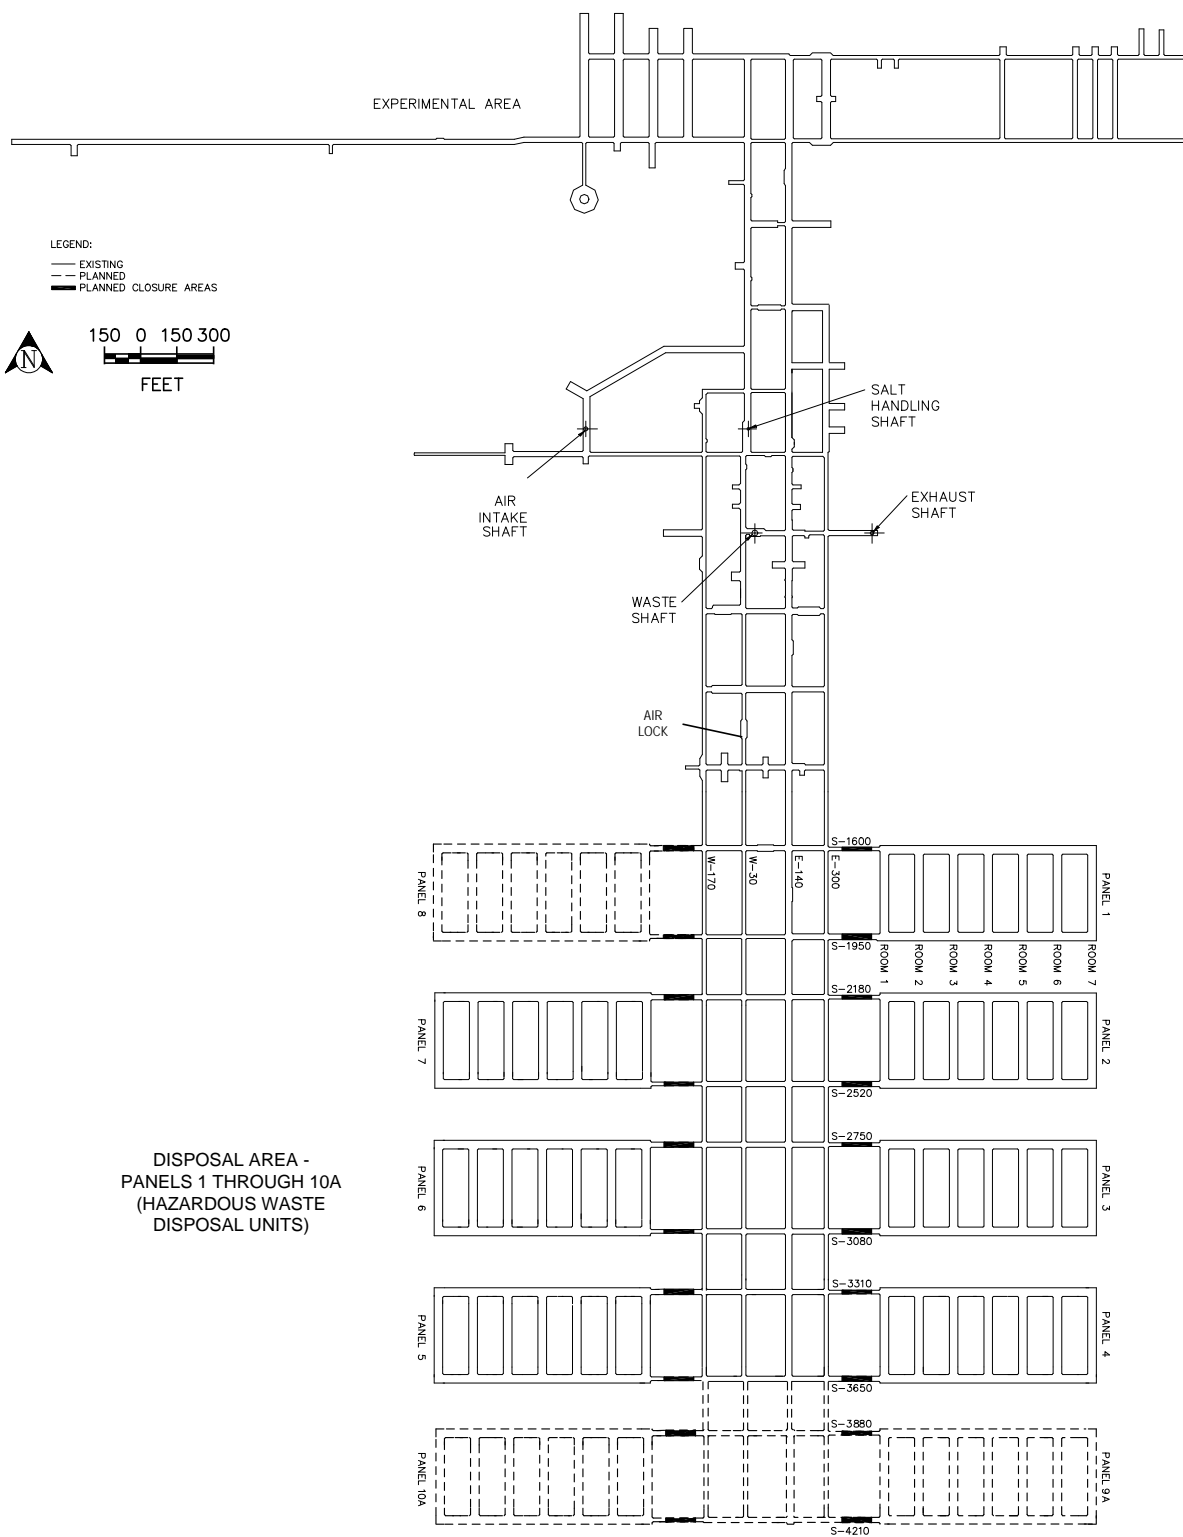 EXPERIMENTAL AREA
LEGEND:
EXISTING
PLANNED
PLANNED CLOSURE AREAS
N
150 0 150 300
FEET
SALT
HANDLING
SHAFT
AIR
INTAKE
SHAFT
EXHAUST
SHAFT
WASTE
SHAFT
AIR
LOCK
S-1600
W-170
W-30
E-140
E-300
PANEL 8
PANEL 1
S-1950
ROOM 1
ROOM 2
ROOM 3
ROOM 4
ROOM 5
ROOM 6
ROOM 7
S-2180
PANEL 7
PANEL 2
S-2520
S-2750
DISPOSAL AREA -
PANELS 1 THROUGH 10A
(HAZARDOUS WASTE
DISPOSAL UNITS)
PANEL 6
PANEL 3
S-3080
S-3310
PANEL 5
PANEL 4
S-3650
S-3880
PANEL 10A
PANEL 9A
S-4210